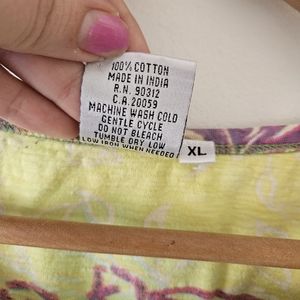 100% COTTON
MADE IN INDIA
R.N. 90312
C.A. 20059
MACHINE WASH COLD
GENTLE CYCLE
DO NOT BLEACH
TUMBLE DRY LOW
LOW IRON WHEN NEEDED
XL